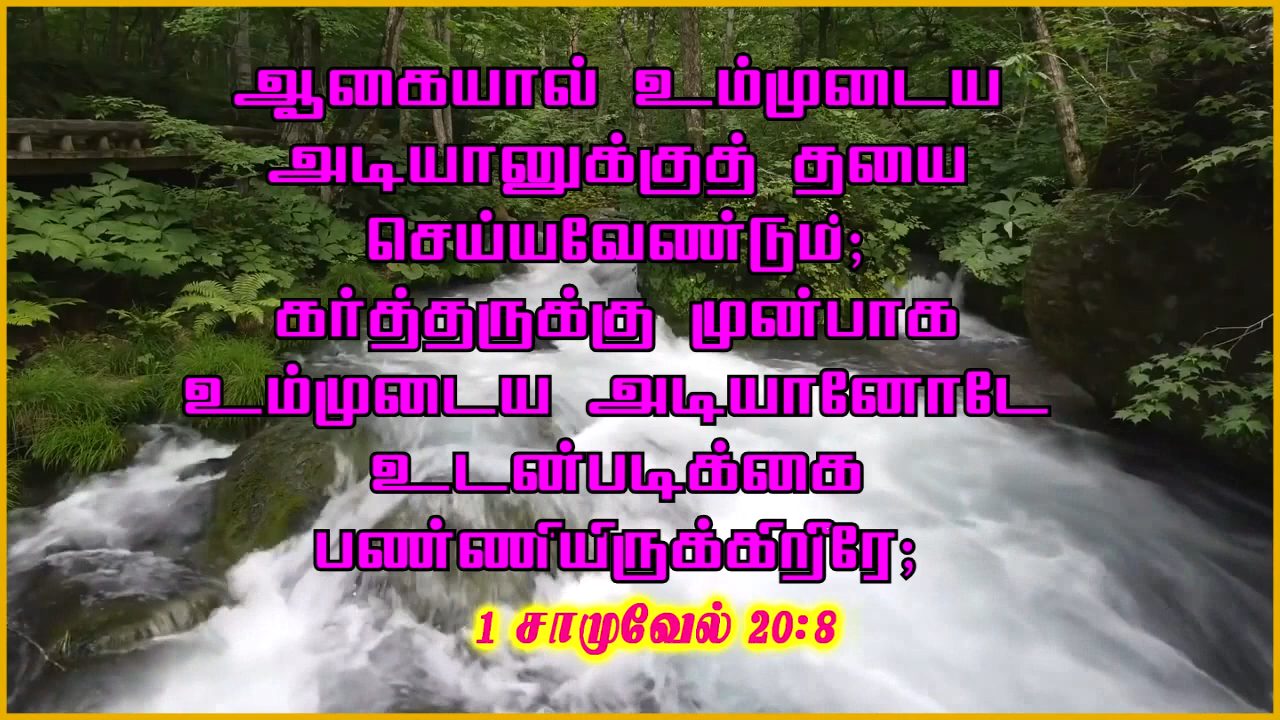 ஆகையால் உம்முடைய
அடியானுக்குத் தயை
செய்யவேண்டும்;
கர்த்தருக்கு முன்பாக
உம்முடைய அடியானோடே
உடன்படிக்கை
பண்ணியிருக்கிறீரே;
1 சாமுவேல் 20:8